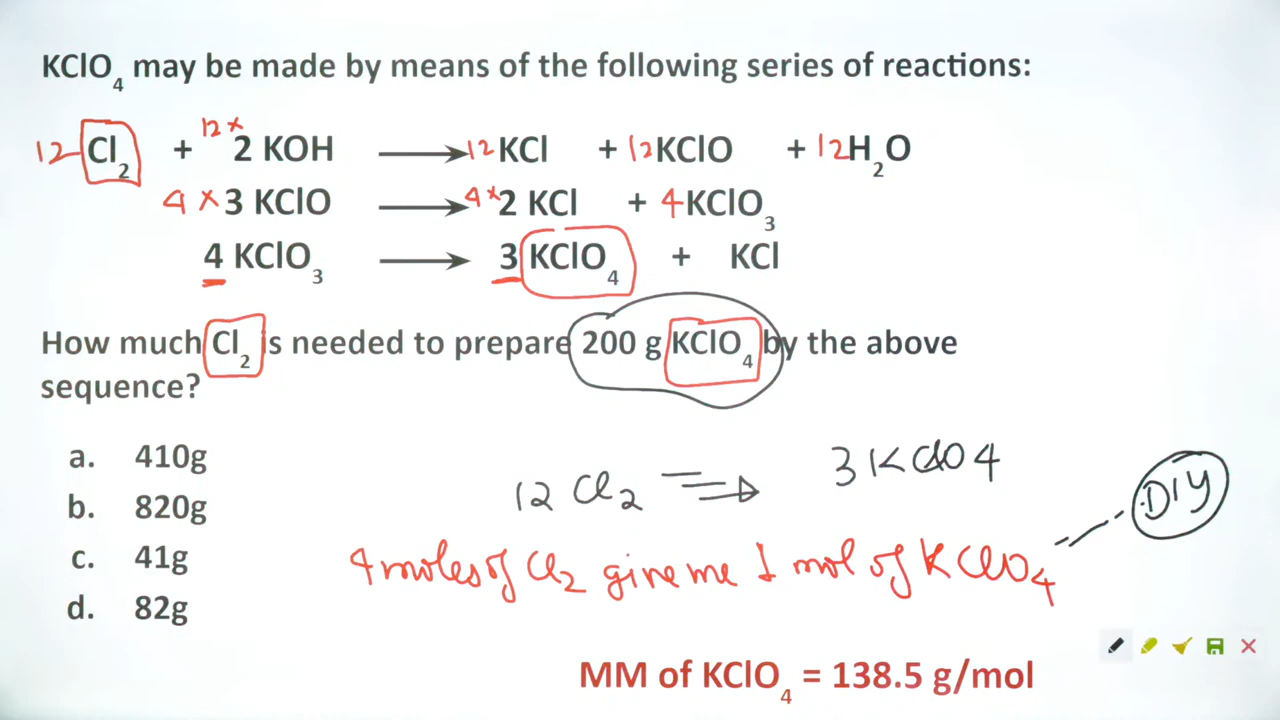 KClO₄ may be made by means of the following series of reactions:
12 Cl₂ + 12 × 2 KOH → 12 KCl + 12 KClO + 12 H₂O
4 × 3 KClO → 4 × 2 KCl + 4 KClO₃
4 KClO₃ → 3 KClO₄ + KCl
How much Cl₂ is needed to prepare 200 g KClO₄ by the above
sequence?
a. 410g
b. 820g
c. 41g
d. 82g
12 Cl₂ → 3 KClO4
DIY
4 moles of Cl₂ give me 1 mol of KClO₄
MM of KClO₄ = 138.5 g/mol